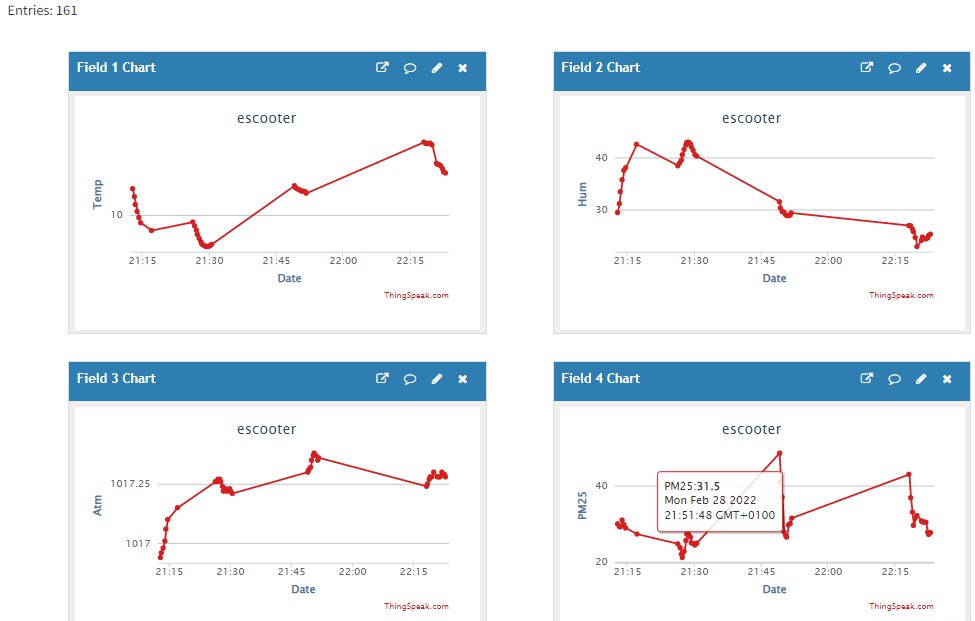 Entries: 161
Field 1 Chart
escooter
Temp
10
21:15 21:30 21:45 22:00 22:15
Date
ThingSpeak.com
Field 2 Chart
escooter
Hum
40
30
21:15 21:30 21:45 22:00 22:15
Date
ThingSpeak.com
Field 3 Chart
escooter
Atm
1017.25
1017
21:15 21:30 21:45 22:00 22:15
Date
ThingSpeak.com
Field 4 Chart
escooter
PM25
40
20
PM25:31.5
Mon Feb 28 2022
21:51:48 GMT+0100
21:15 21:30 21:45 22:00 22:15
Date
ThingSpeak.com